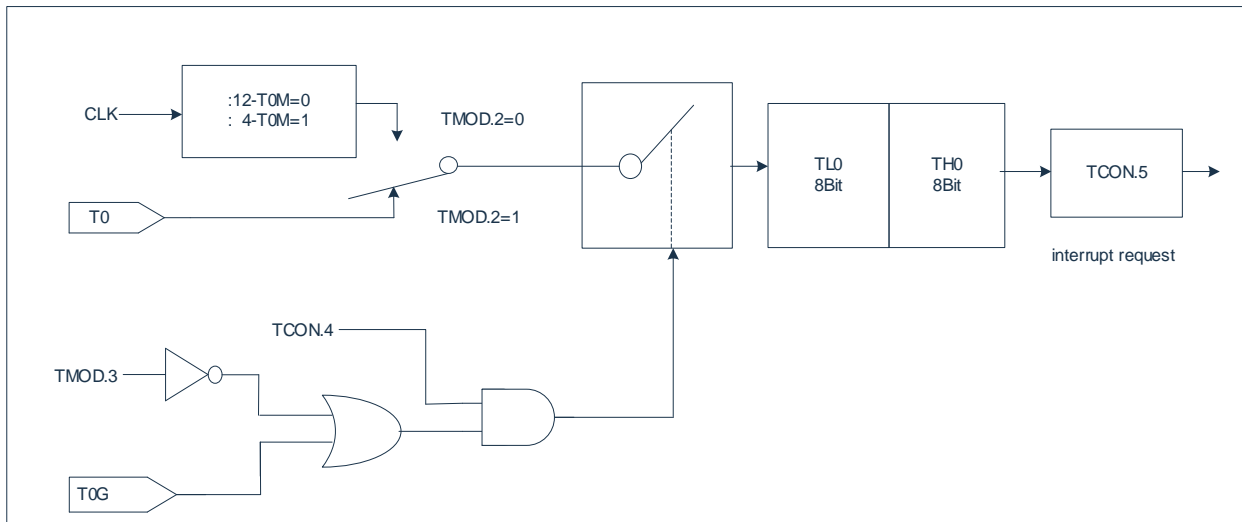 :12-T0M=0
: 4-T0M=1
CLK
TMOD.2=0
TL0
8Bit
TH0
8Bit
TCON.5
T0
TMOD.2=1
interrupt request
TCON.4
TMOD.3
T0G